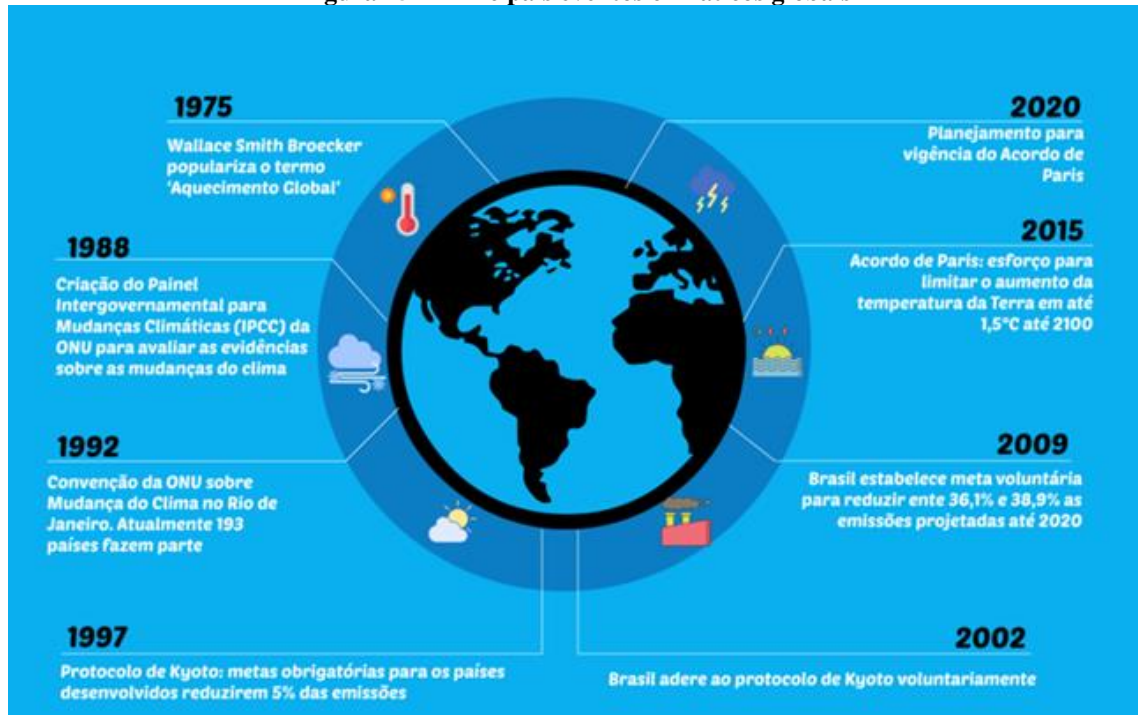 1975
Wallace Smith Broecker
populariza o termo
'Aquecimento Global'
1988
Criação do Painel
Intergovernamental para
Mudanças Climáticas (IPCC) da
ONU para avaliar as evidências
sobre as mudanças do clima
1992
Convenção da ONU sobre
Mudança do Clima no Rio de
Janeiro. Atualmente 193
países fazem parte
1997
Protocolo de Kyoto: metas obrigatórias para os países
desenvolvidos reduzirem 5% das emissões
2002
Brasil adere ao protocolo de Kyoto voluntariamente
2009
Brasil estabelece meta voluntária
para reduzir ente 36,1% e 38,9% as
emissões projetadas até 2020
2015
Acordo de Paris: esforço para
limitar o aumento da
temperatura da Terra em até
1,5°C até 2100
2020
Planejamento para
vigência do Acordo de
Paris